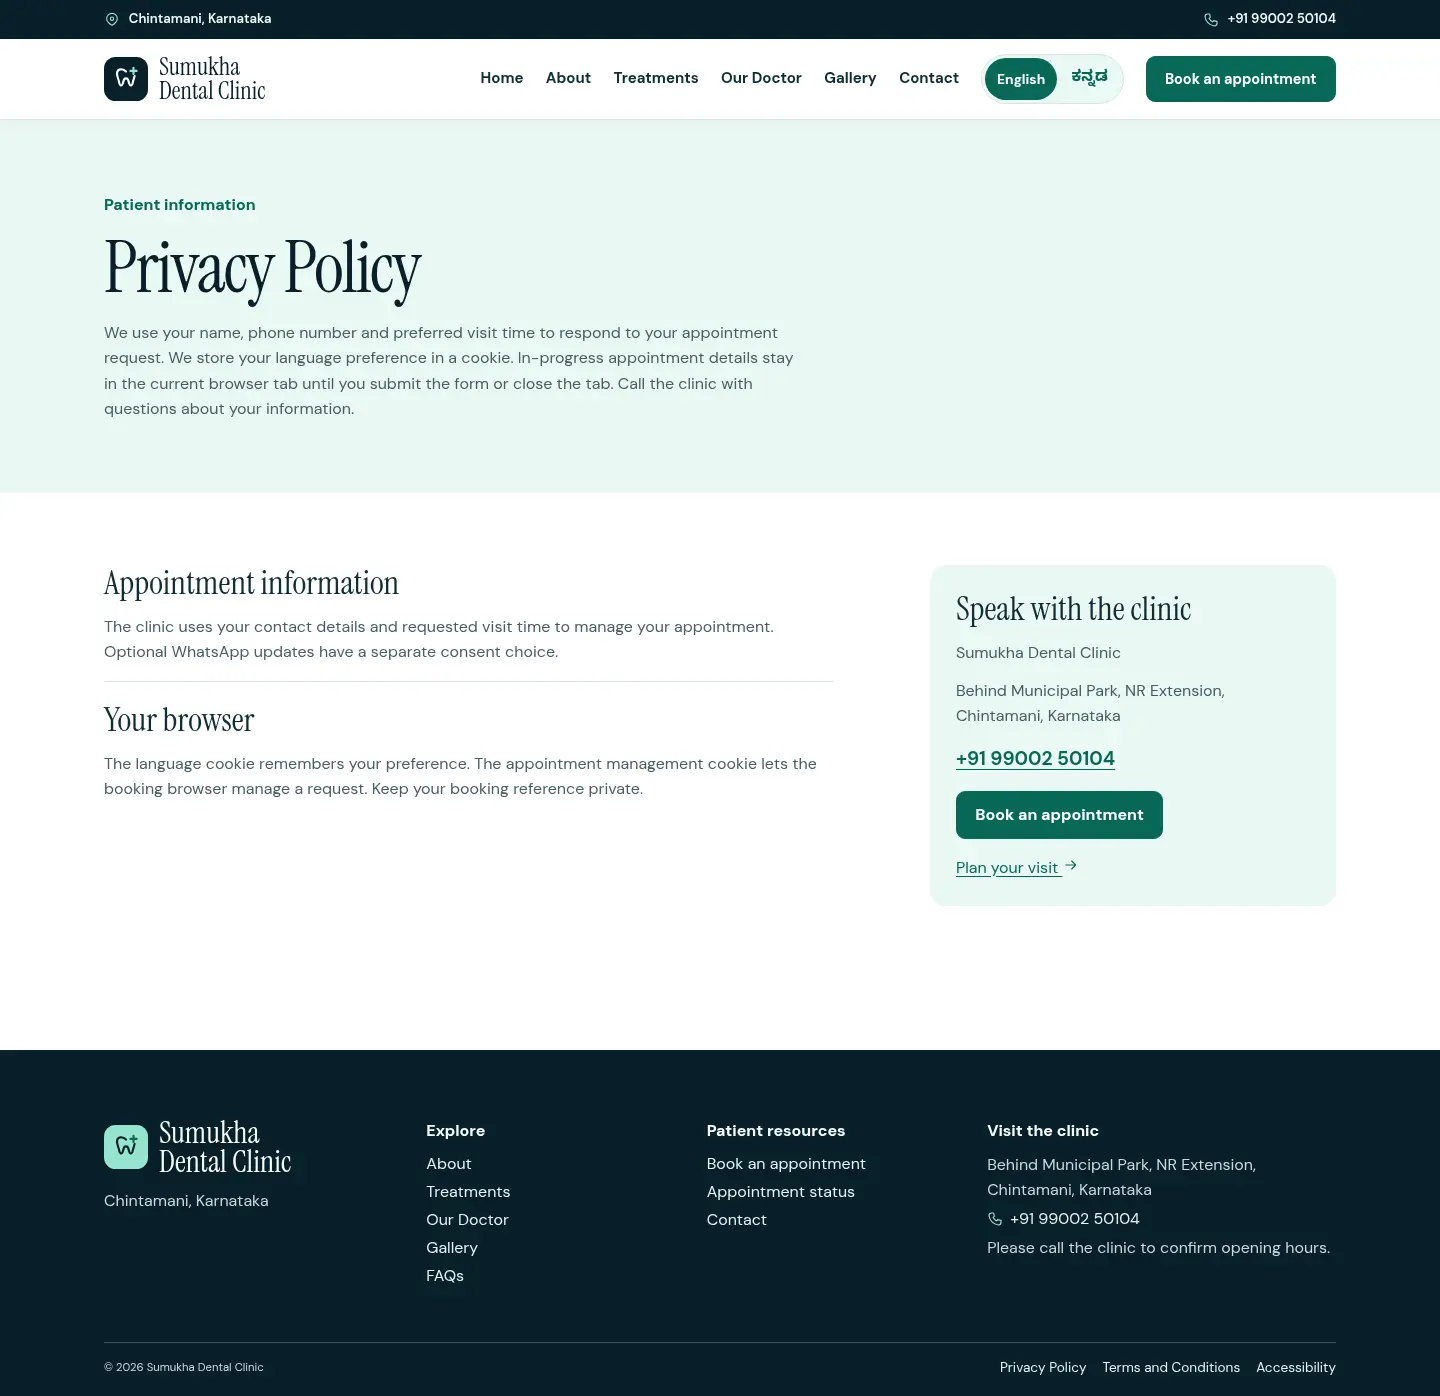 Chintamani, Karnataka
+91 99002 50104
Sumukha
Dental Clinic
Home About Treatments Our Doctor Gallery Contact English ಕನ್ನಡ Book an appointment
Patient information
Privacy Policy
We use your name, phone number and preferred visit time to respond to your appointment
request. We store your language preference in a cookie. In-progress appointment details stay
in the current browser tab until you submit the form or close the tab. Call the clinic with
questions about your information.
Appointment information
The clinic uses your contact details and requested visit time to manage your appointment.
Optional WhatsApp updates have a separate consent choice.
Your browser
The language cookie remembers your preference. The appointment management cookie lets the
booking browser manage a request. Keep your booking reference private.
Speak with the clinic
Sumukha Dental Clinic
Behind Municipal Park, NR Extension,
Chintamani, Karnataka
+91 99002 50104
Book an appointment
Plan your visit →
Sumukha
Dental Clinic
Chintamani, Karnataka
Explore
About
Treatments
Our Doctor
Gallery
FAQs
Patient resources
Book an appointment
Appointment status
Contact
Visit the clinic
Behind Municipal Park, NR Extension,
Chintamani, Karnataka
+91 99002 50104
Please call the clinic to confirm opening hours.
© 2026 Sumukha Dental Clinic
Privacy Policy Terms and Conditions Accessibility